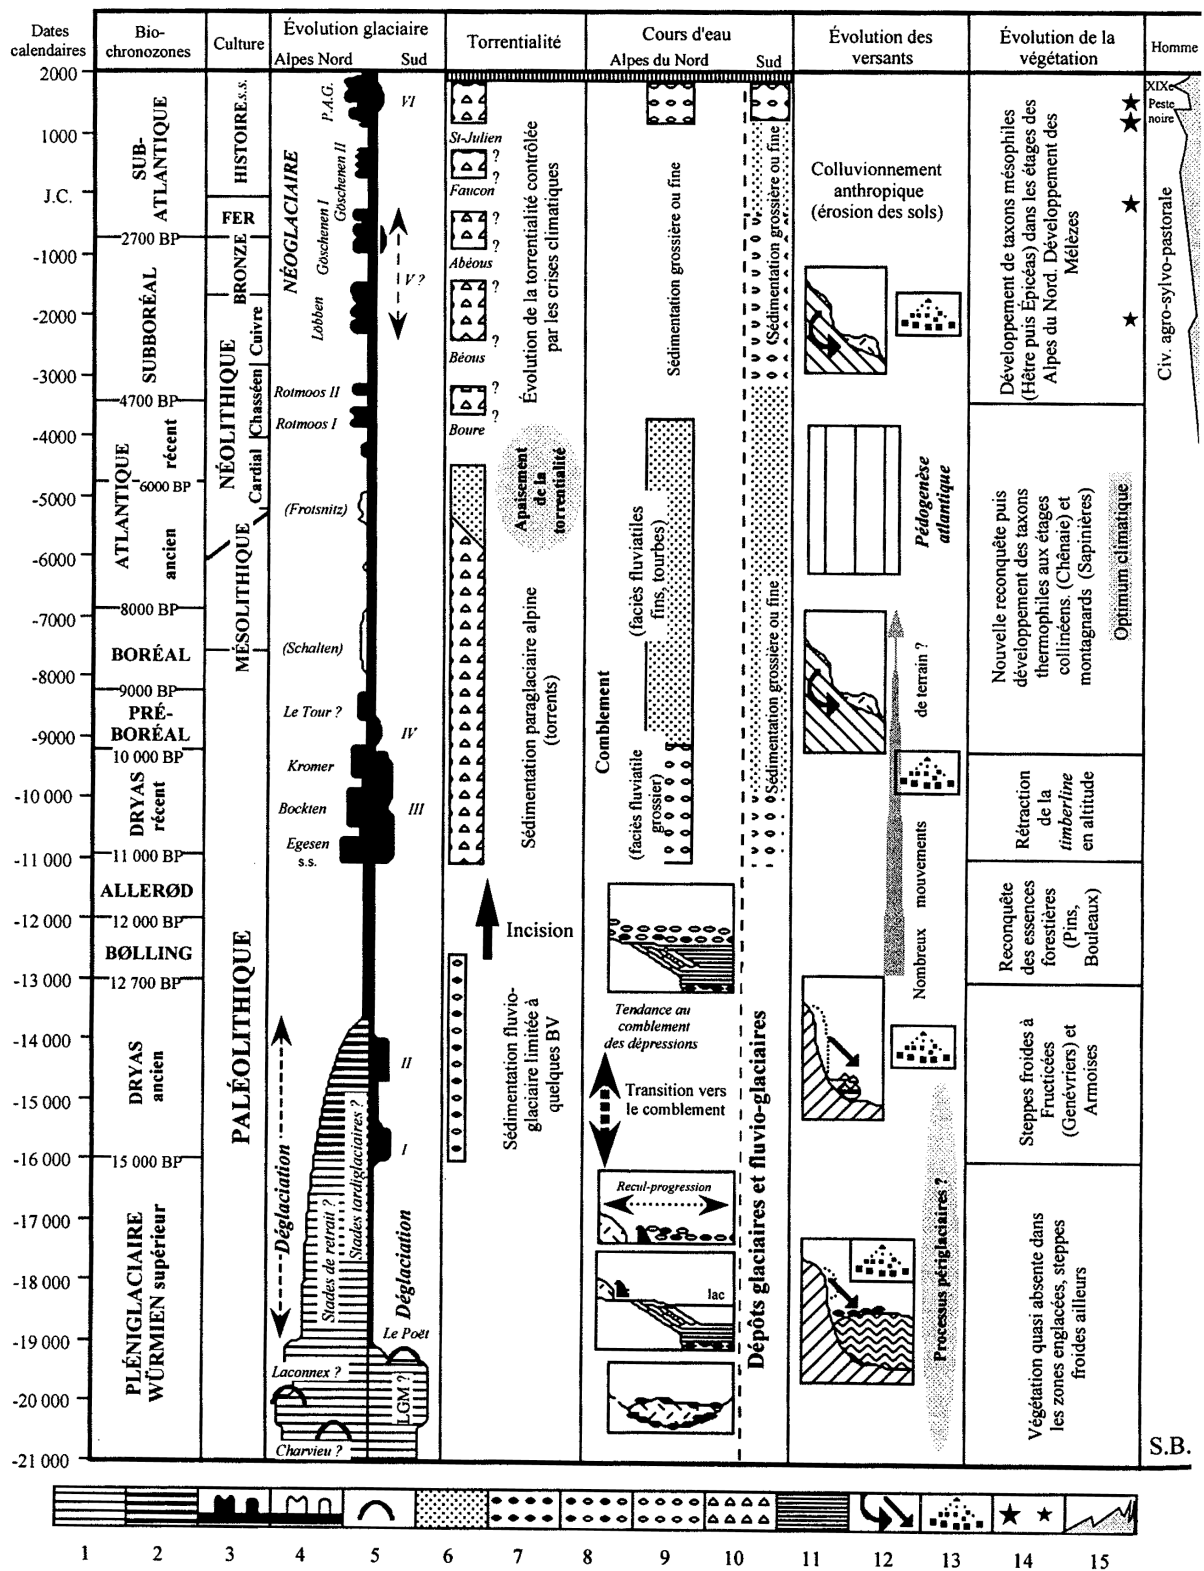 Dates
calendaires
Bio-
chronozones
Culture
Évolution glaciaire
Alpes Nord
Sud
Torrentialité
Cours d'eau
Alpes du Nord
Sud
Évolution des
versants
Évolution de la
végétation
Homme
2000
1000
J.C.
-1000
-2000
-3000
-4000
-5000
-6000
-7000
-8000
-9000
-10 000
-11 000
-12 000
-13 000
-14 000
-15 000
-16 000
-17 000
-18 000
-19 000
-20 000
-21 000
SUB-
ATLANTIQUE
2700 BP
SUBBORÉAL
4700 BP
ATLANTIQUE
récent
6000 BP
ancien
8000 BP
BORÉAL
9000 BP
PRÉ-
BORÉAL
10 000 BP
DRYAS
récent
11 000 BP
ALLERØD
12 000 BP
BØLLING
12 700 BP
DRYAS
ancien
15 000 BP
PLÉNIGLACIAIRE
WÜRMIEN supérieur
HISTOIRE s.s.
FER
BRONZE
NÉOLITHIQUE
Cuivre
Chasséen
Cardial
MÉSOLITHIQUE
PALÉOLITHIQUE
NÉOGLACIAIRE
P.A.G.
VI
Göschenen II
Göschenen I
V ?
Löbben
Rotmoos II
Rotmoos I
(Frotsnitz)
(Schalten)
Le Tour ?
IV
Kromer
Bockten
III
Egesen
s.s.
II
I
Déglaciation
Stades de retrait ?
Stades tardiglaciaires ?
Déglaciation
Le Poët
Laconnex ?
LGM ?
Charvieu ?
St-Julien
?
?
Faucon
?
?
Abéous
?
?
Béous
?
?
Boure
Évolution de la torrentialité contrôlée
par les crises climatiques
Apaisement
de la
torrentialité
Sédimentation paraglaciaire alpine
(torrents)
Incision
Sédimentation fluvio-
glaciaire limitée à
quelques BV
Sédimentation grossière ou fine
(Sédimentation grossière ou fine)
(faciès fluviatiles
fins, tourbes)
Comblement
Sédimentation grossière ou fine
(faciès fluviatile
grossier)
Tendance au
comblement
des dépressions
Transition vers
le comblement
Recul-progression
lac
Dépôts glaciaires et fluvio-glaciaires
Colluvionnement
anthropique
(érosion des sols)
Pédogenèse
atlantique
Nombreux mouvements de terrain ?
Processus périglaciaires ?
Développement de taxons mésophiles
(Hêtre puis Epicéas) dans les étages des
Alpes du Nord. Développement des
Mélèzes
Nouvelle reconquête puis
développement des taxons
thermophiles aux étages
collinéens. (Chênaie) et
montagnards (Sapinières)
Optimum climatique
Rétraction
de la
timberline
en altitude
Reconquête
des essences
forestières
(Pins,
Bouleaux)
Steppes froides à
Fructicées
(Genévriers) et
Armoises
Végétation quasi absente dans
les zones englacées, steppes
froides ailleurs
XIXe
Peste
noire
Civ. agro-sylvo-pastorale
S.B.
1 2 3 4 5 6 7 8 9 10 11 12 13 14 15